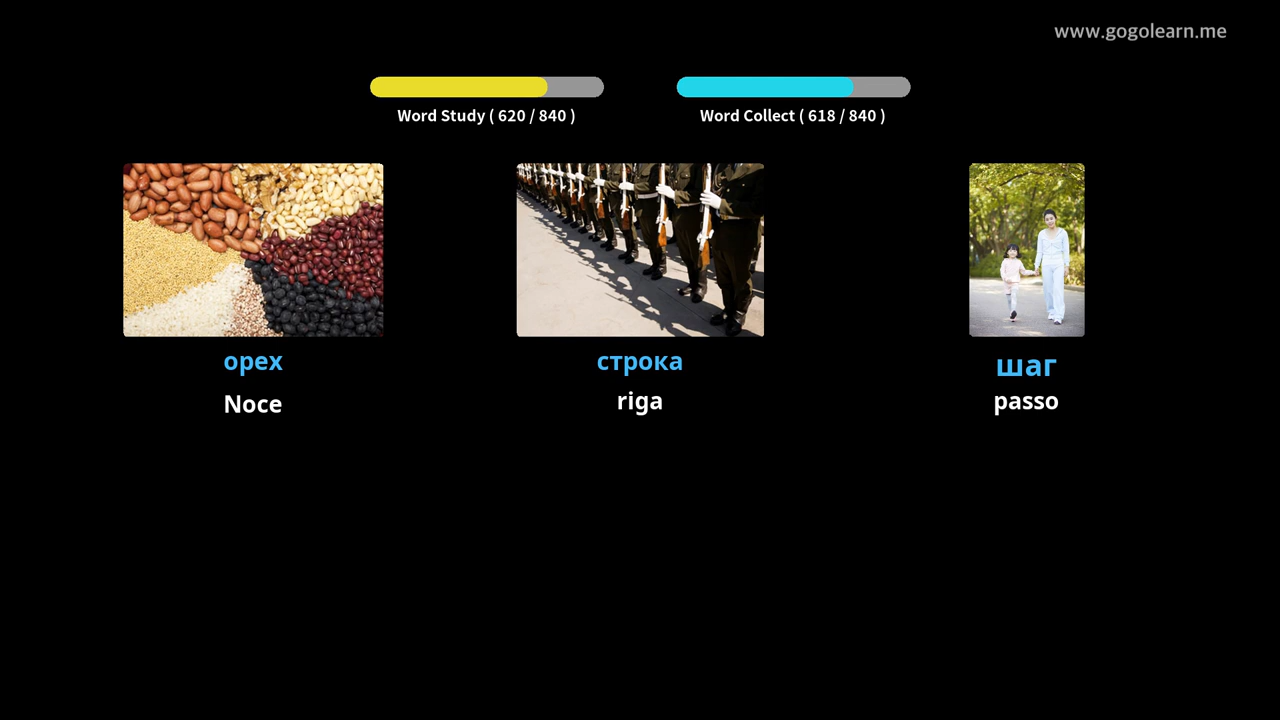 www.gogolearn.me
Word Study ( 620 / 840 )
Word Collect ( 618 / 840 )
орех
Noce
строка
riga
шаг
passo